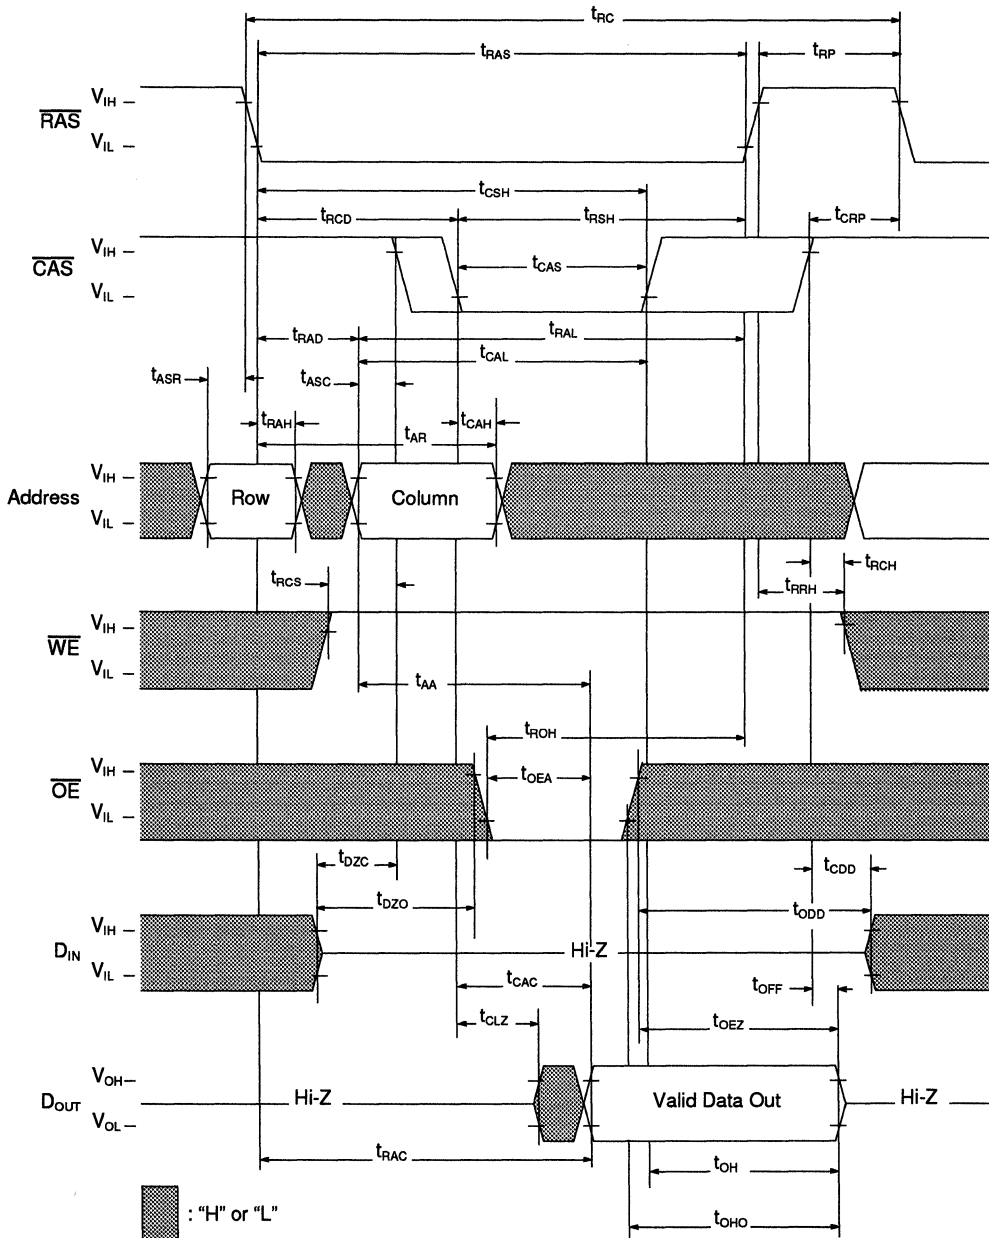 tRC
tRAS
tRP
VIH
RAS
VIL
tCSH
tRCD
tRSH
tCRP
VIH
CAS
tCAS
VIL
tRAD
tRAL
tCAL
tASR
tASC
tRAH
tCAH
tAR
VIH
Address
Row
Column
VIL
tRCS
tRCH
tRRH
VIH
WE
VIL
tAA
tROH
VIH
OE
tOEA
VIL
tDZC
tCDD
tDZO
tODD
VIH
DIN
Hi-Z
VIL
tCAC
tOFF
tCLZ
tOEZ
VOH
DOUT
Hi-Z
Valid Data Out
Hi-Z
VOL
tRAC
tOH
tOHO
: “H” or “L”